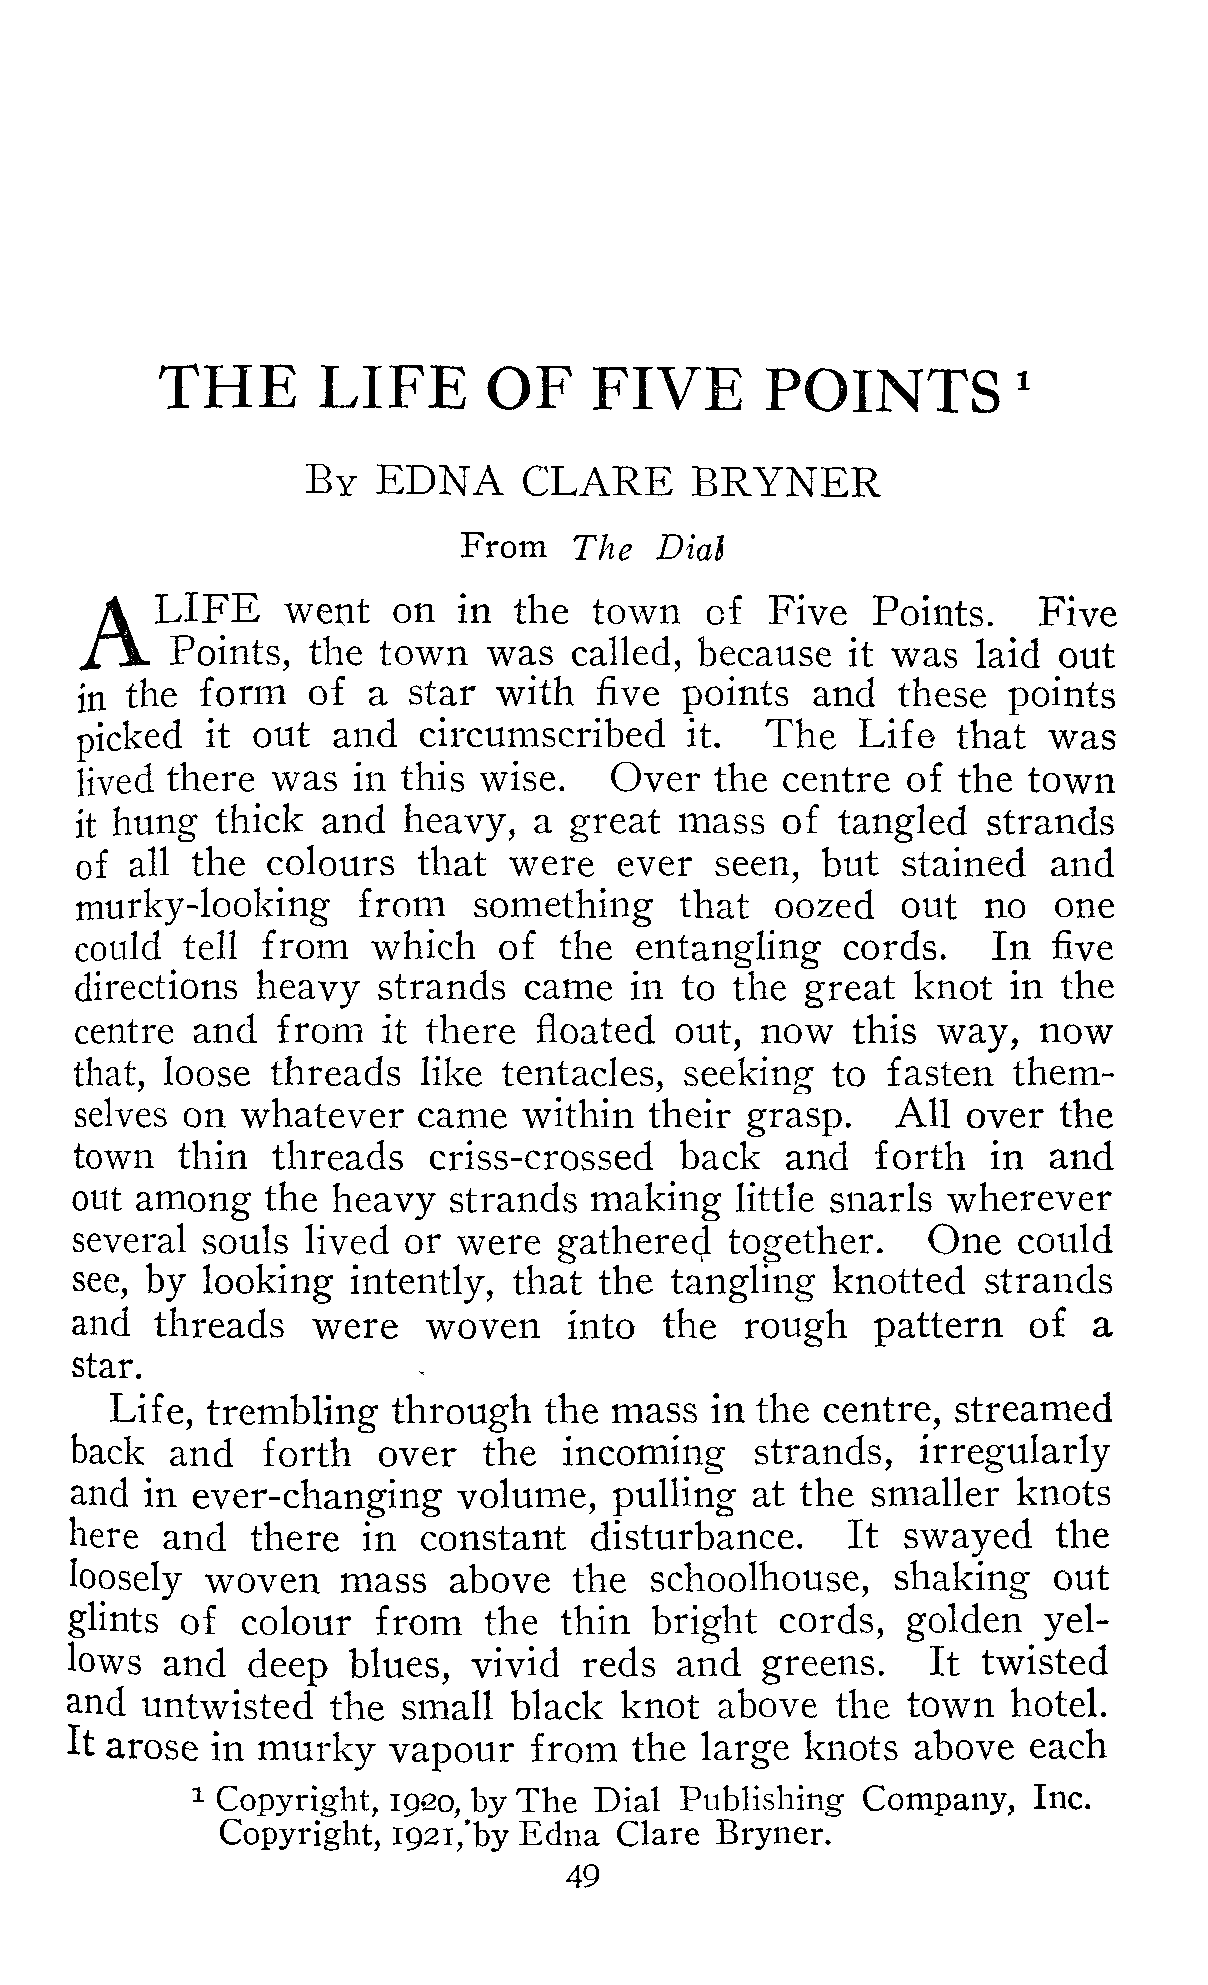 THE LIFE OF FIVE POINTS ¹
By EDNA CLARE BRYNER
From The Dial
A LIFE went on in the town of Five Points. Five
Points, the town was called, because it was laid out
in the form of a star with five points and these points
picked it out and circumscribed it. The Life that was
lived there was in this wise. Over the centre of the town
it hung thick and heavy, a great mass of tangled strands
of all the colours that were ever seen, but stained and
murky-looking from something that oozed out no one
could tell from which of the entangling cords. In five
directions heavy strands came in to the great knot in the
centre and from it there floated out, now this way, now
that, loose threads like tentacles, seeking to fasten them-
selves on whatever came within their grasp. All over the
town thin threads criss-crossed back and forth in and
out among the heavy strands making little snarls wherever
several souls lived or were gathered together. One could
see, by looking intently, that the tangling knotted strands
and threads were woven into the rough pattern of a
star.
Life, trembling through the mass in the centre, streamed
back and forth over the incoming strands, irregularly
and in ever-changing volume, pulling at the smaller knots
here and there in constant disturbance. It swayed the
loosely woven mass above the schoolhouse, shaking out
glints of colour from the thin bright cords, golden yel-
lows and deep blues, vivid reds and greens. It twisted
and untwisted the small black knot above the town hotel.
It arose in murky vapour from the large knots above each
¹ Copyright, 1920, by The Dial Publishing Company, Inc.
Copyright, 1921, by Edna Clare Bryner.
49